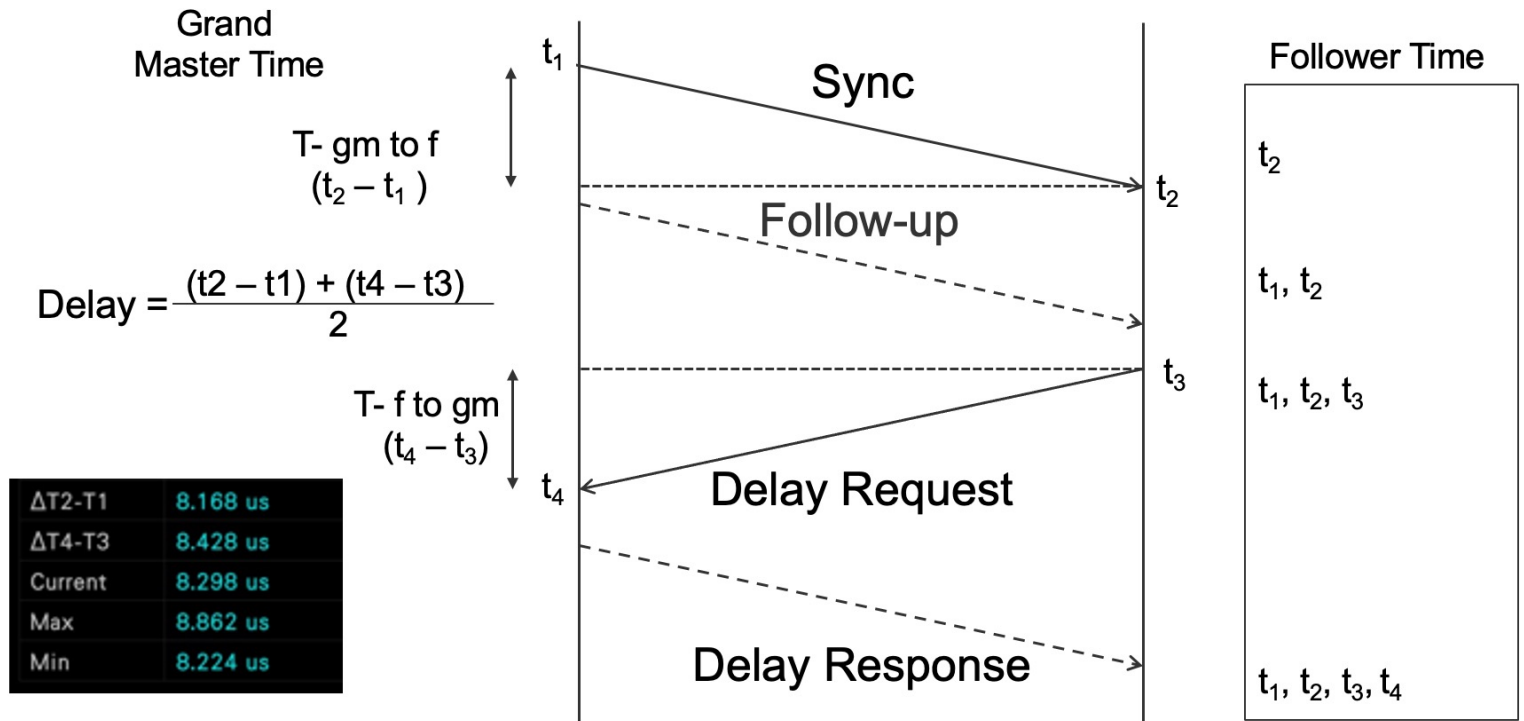 Grand
Master Time
t₁
Sync
Follower Time
T- gm to f
(t₂ – t₁ )
t₂
t₂
Follow-up
Delay = (t2 – t1) + (t4 – t3)
2
t₁, t₂
t₃
T- f to gm
(t₄ – t₃)
t₁, t₂, t₃
t₄
Delay Request
ΔT2-T1 8.168 us
ΔT4-T3 8.428 us
Current 8.298 us
Max 8.862 us
Min 8.224 us
Delay Response
t₁, t₂, t₃, t₄